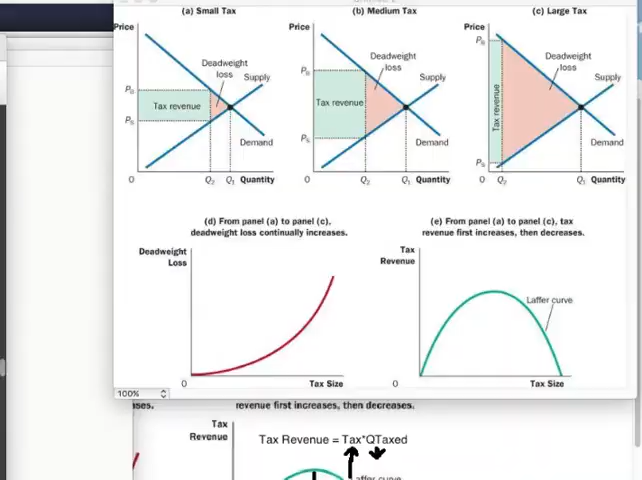 (a) Small Tax
(b) Medium Tax
(c) Large Tax
Price
Price
Price
Deadweight
loss
Supply
Tax revenue
Demand
0
Q2
Q1
Quantity
Deadweight
loss
Supply
Tax revenue
Demand
0
Q2
Q1
Quantity
Deadweight
loss
Supply
Tax revenue
Demand
0
Q2
Q1
Quantity
(d) From panel (a) to panel (c),
deadweight loss continually increases.
Deadweight
Loss
0
Tax Size
(e) From panel (a) to panel (c), tax
revenue first increases, then decreases.
Tax
Revenue
Laffer curve
0
Tax Size
100%
ases.
revenue first increases, then decreases.
Tax
Revenue
Tax Revenue = Tax*QTaxed
affer curve